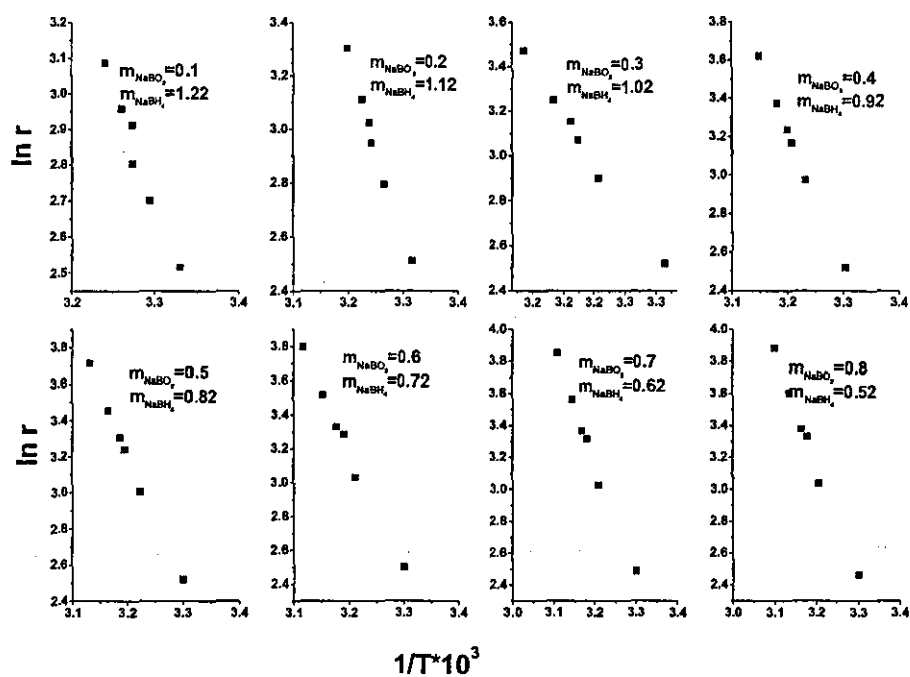 3.2
3.1
3.0
2.9
2.8
2.7
2.6
2.5
3.2 3.3 3.4
m NaBO2=0.1
m NaBH4=1.22
ln r
3.4
3.2
3.0
2.8
2.6
2.4
3.2 3.3 3.4
m NaBO2=0.2
m NaBH4=1.12
3.6
3.4
3.2
3.0
2.8
2.6
2.4
3.2 3.2 3.2 3.3 3.3
m NaBO2=0.3
m NaBH4=1.02
3.8
3.6
3.4
3.2
3.0
2.8
2.6
2.4
3.1 3.2 3.3 3.4
m NaBO2=0.4
m NaBH4=0.92
3.8
3.6
3.4
3.2
3.0
2.8
2.6
2.4
3.1 3.2 3.3 3.4
m NaBO2=0.5
m NaBH4=0.82
ln r
3.8
3.6
3.4
3.2
3.0
2.8
2.6
2.4
3.1 3.2 3.3 3.4
m NaBO2=0.6
m NaBH4=0.72
4.0
3.8
3.6
3.4
3.2
3.0
2.8
2.6
2.4
3.0 3.1 3.2 3.3 3.4
m NaBO2=0.7
m NaBH4=0.62
4.0
3.8
3.6
3.4
3.2
3.0
2.8
2.6
2.4
3.0 3.1 3.2 3.3 3.4
m NaBO2=0.8
m NaBH4=0.52
1/T*10³